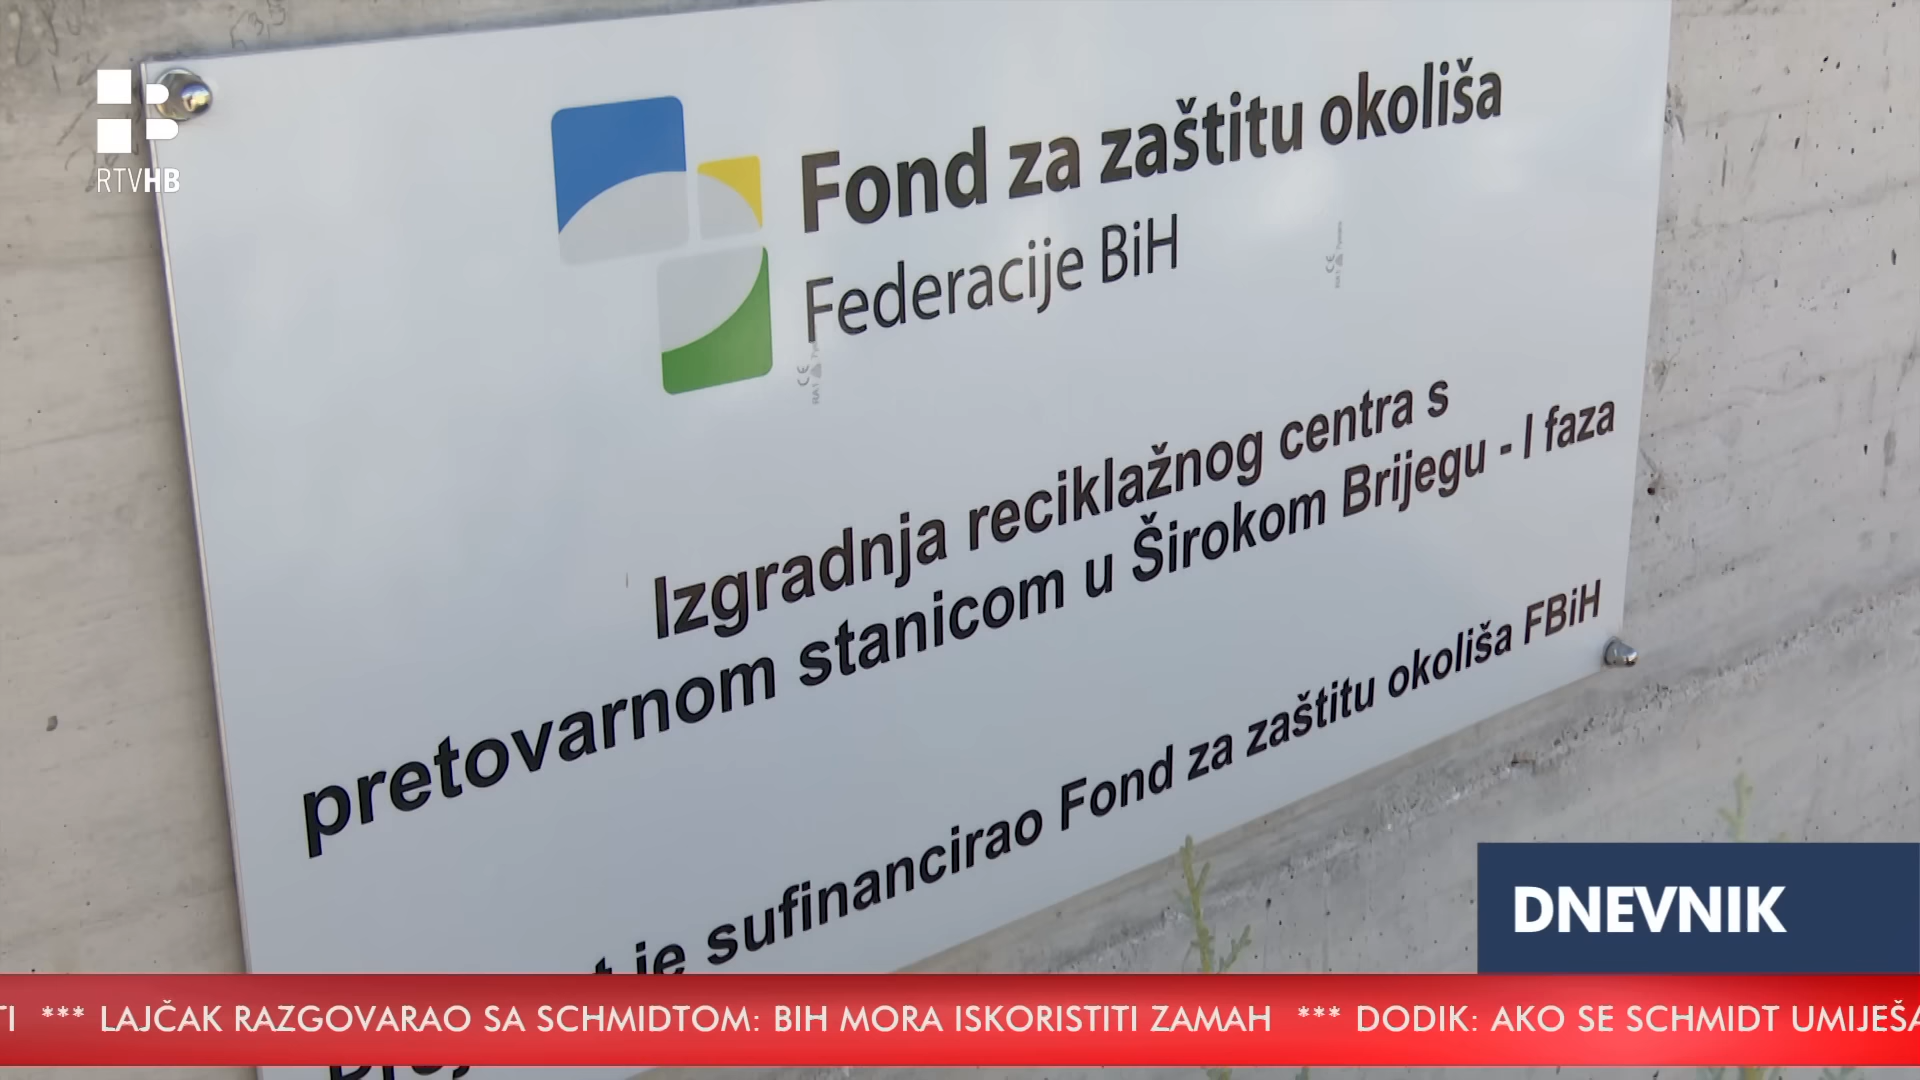 RTVHB
Fond za zaštitu okoliša
Federacije BiH
Izgradnja reciklažnog centra s
pretovarnom stanicom u Širokom Brijegu - I faza
je sufinancirao Fond za zaštitu okoliša FBiH
DNEVNIK
*** LAJČAK RAZGOVARAO SA SCHMIDTOM: BIH MORA ISKORISTITI ZAMAH *** DODIK: AKO SE SCHMIDT UMIJEŠA